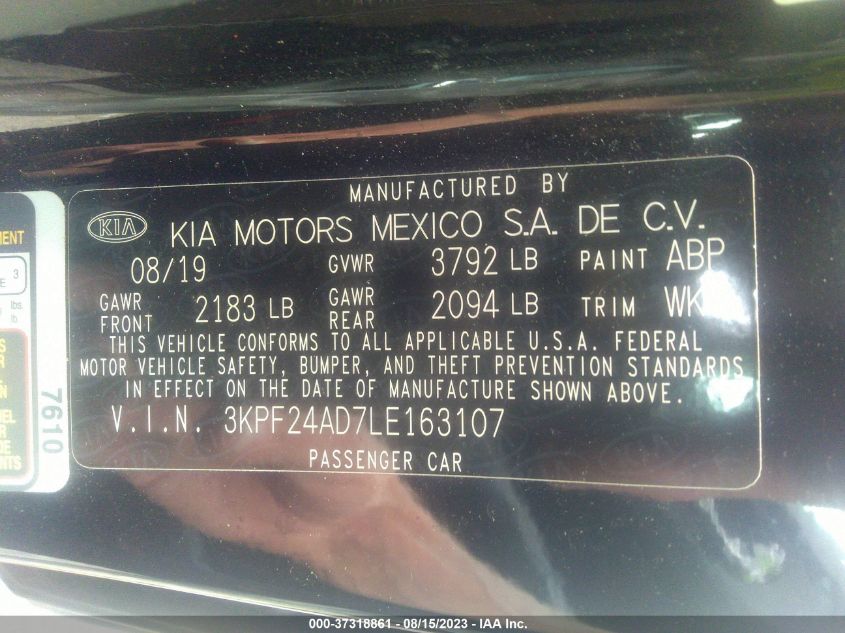 MANUFACTURED BY
KIA KIA MOTORS MEXICO S.A. DE C.V.
08/19 GVWR 3792 LB PAINT ABP
GAWR FRONT 2183 LB GAWR REAR 2094 LB TRIM WK
THIS VEHICLE CONFORMS TO ALL APPLICABLE U.S.A. FEDERAL
MOTOR VEHICLE SAFETY, BUMPER, AND THEFT PREVENTION STANDARDS
IN EFFECT ON THE DATE OF MANUFACTURE SHOWN ABOVE.
V.I.N. 3KPF24AD7LE163107
PASSENGER CAR
7610
3
lbs.
000-37318861 - 08/15/2023 - IAA Inc.